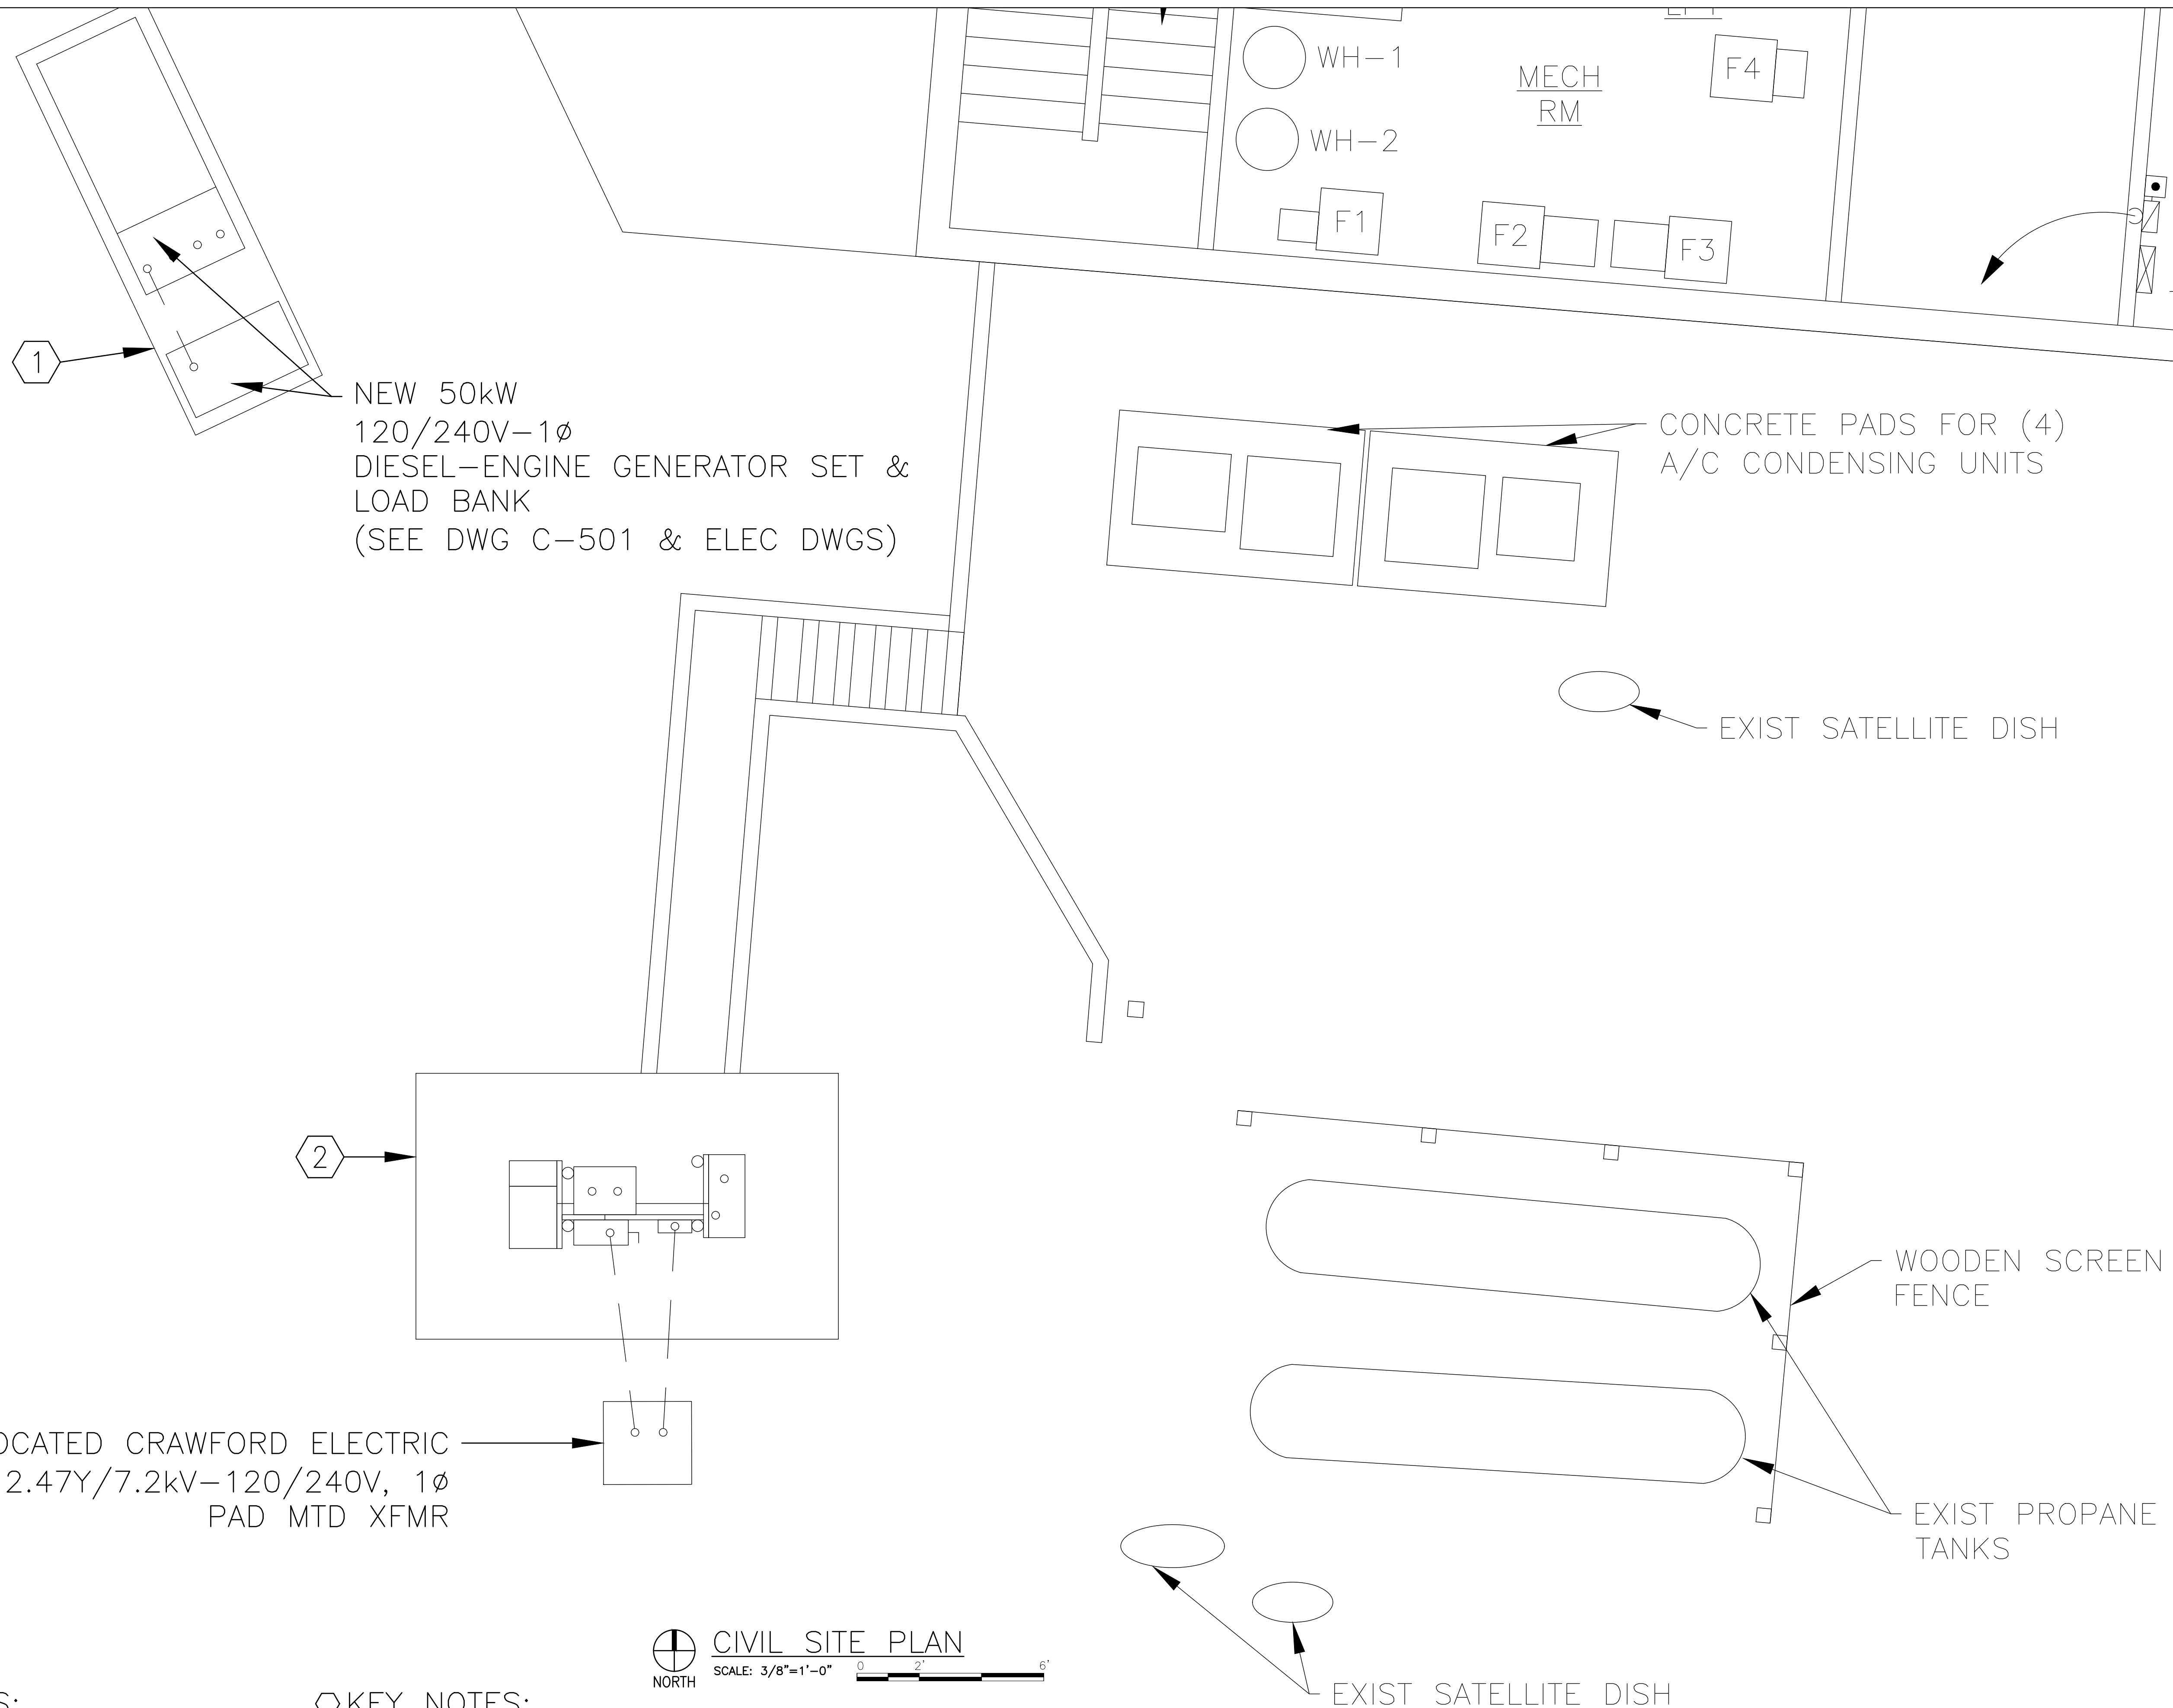 WH-1
WH-2
MECH
RM
F4
F1
F2
F3
1
NEW 50kW
120/240V-1ø
DIESEL-ENGINE GENERATOR SET &
LOAD BANK
(SEE DWG C-501 & ELEC DWGS)
CONCRETE PADS FOR (4)
A/C CONDENSING UNITS
EXIST SATELLITE DISH
2
WOODEN SCREEN
FENCE
OCATED CRAWFORD ELECTRIC
2.47Y/7.2kV-120/240V, 1ø
PAD MTD XFMR
EXIST PROPANE
TANKS
CIVIL SITE PLAN
SCALE: 3/8"=1'-0"
0 2' 6'
NORTH
EXIST SATELLITE DISH
S:
KEY NOTES: